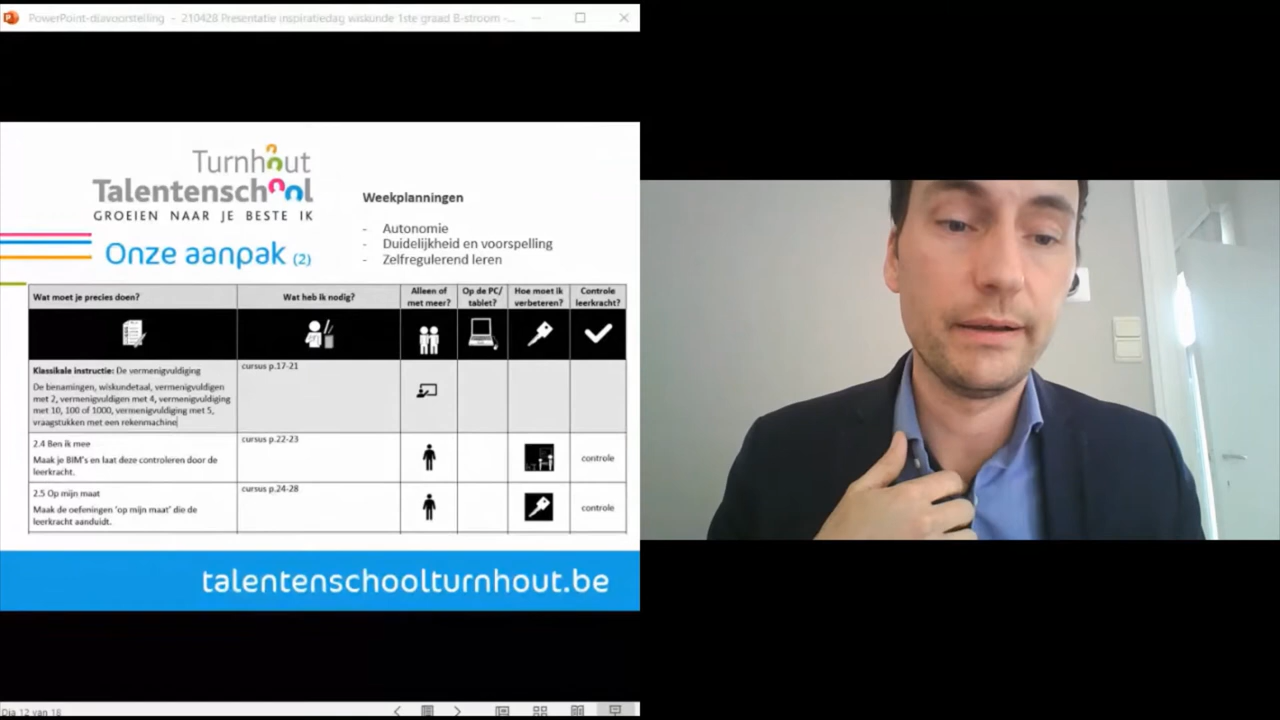 PowerPoint-diavoorstelling - 210428 Presentatie inspiratiedag wiskunde 1ste graad B-stroom -...
Turnhout
Talentenschool
GROEIEN NAAR JE BESTE IK
Onze aanpak (2)
Weekplanningen
- Autonomie
- Duidelijkheid en voorspelling
- Zelfregulerend leren
Wat moet je precies doen?
Wat heb ik nodig?
Alleen of
met meer?
Op de PC/
tablet?
Hoe moet ik
verbeteren?
Controle
leerkracht?
Klassikale instructie: De vermenigvuldiging
De benamingen, wiskundetaal, vermenigvuldigen
met 2, vermenigvuldigen met 4, vermenigvuldiging
met 10, 100 of 1000, vermenigvuldiging met 5,
vraagstukken met een rekenmachine
cursus p.17-21
2.4 Ben ik mee
Maak je BIM's en laat deze controleren door de
leerkracht.
cursus p.22-23
controle
2.5 Op mijn maat
Maak de oefeningen 'op mijn maat' die de
leerkracht aanduidt.
cursus p.24-28
controle
talentenschoolturnhout.be
Dia 12 van 18